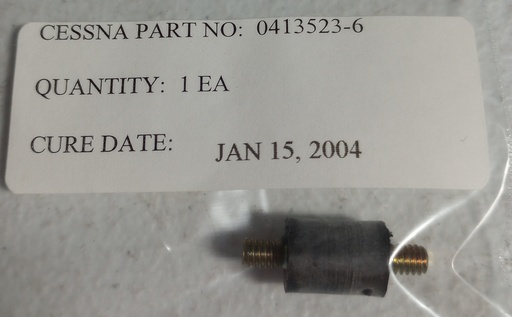 CESSNA PART NO: 0413523-6
QUANTITY: 1 EA
CURE DATE: JAN 15, 2004